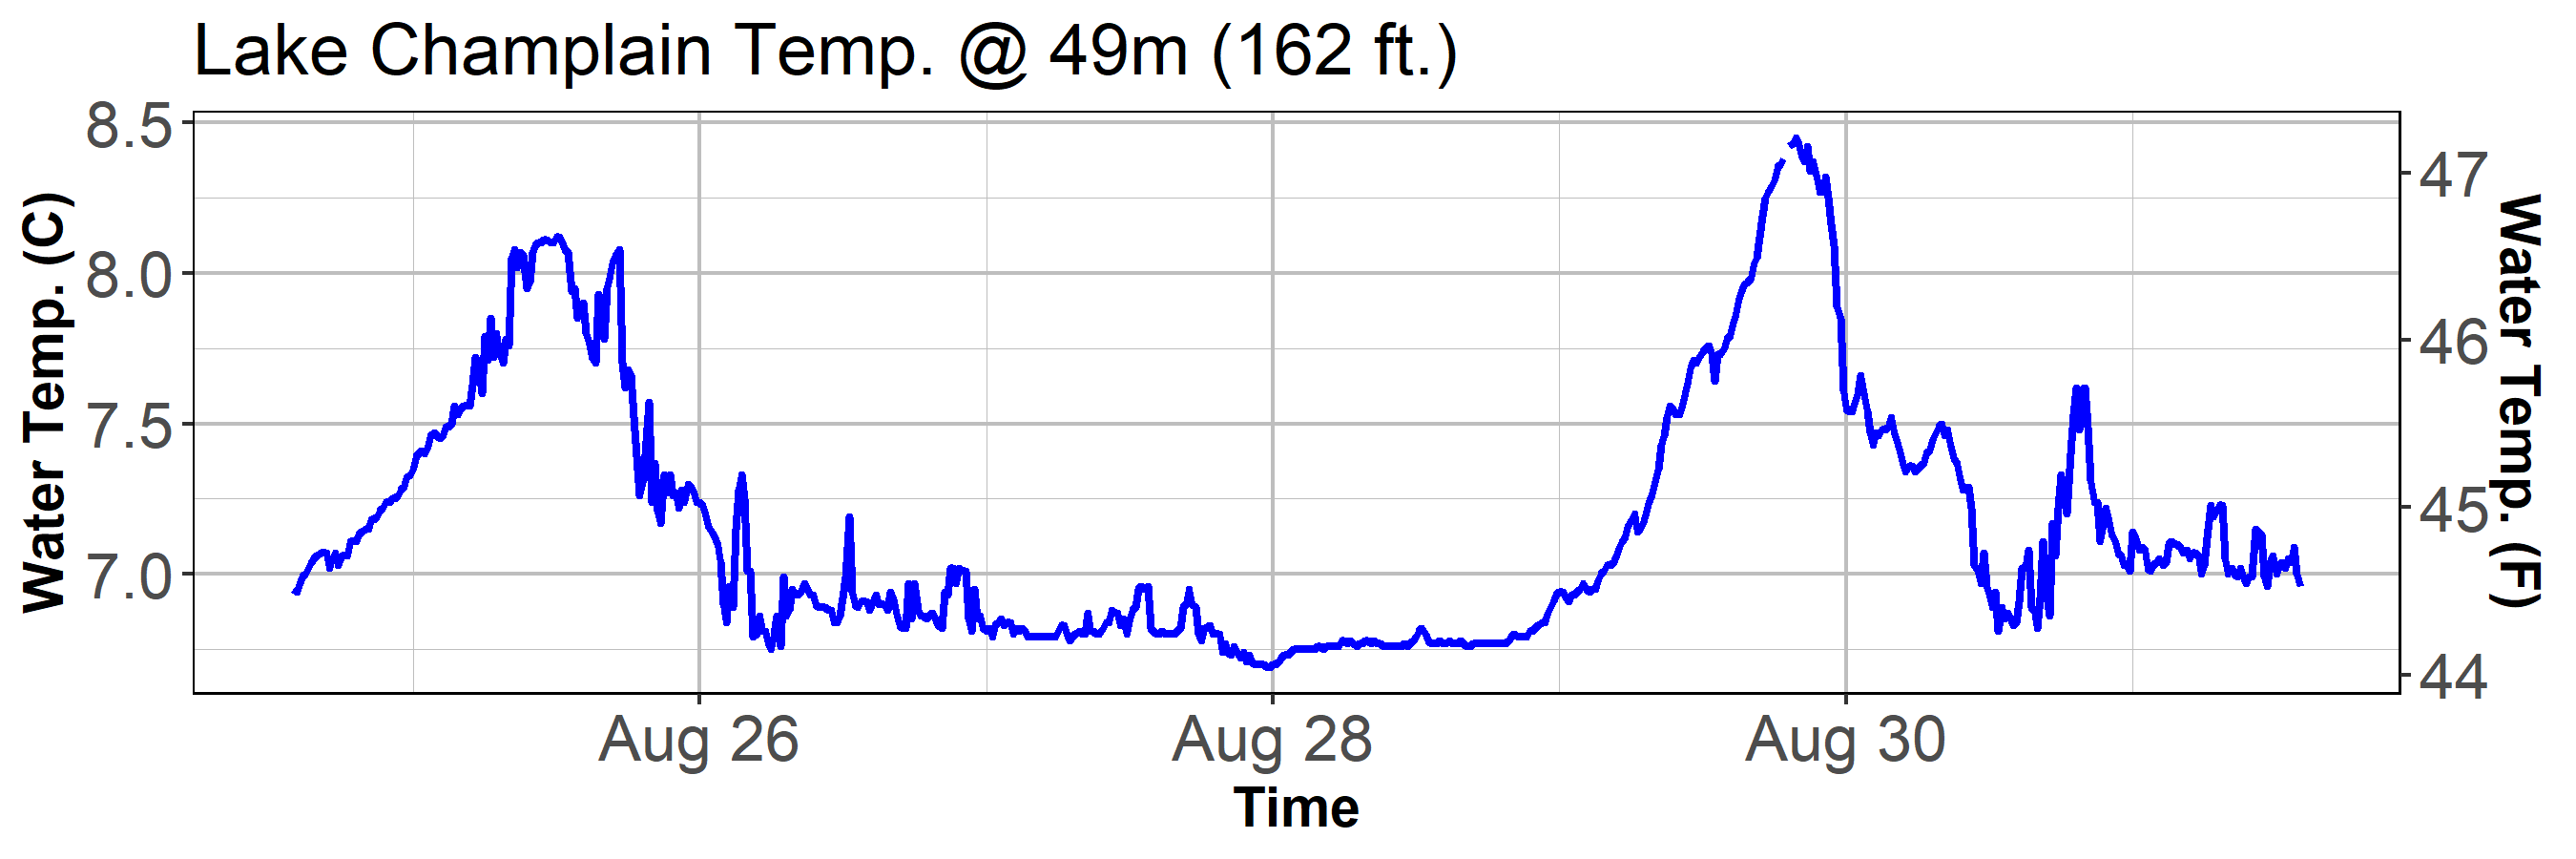 Lake Champlain Temp. @ 49m (162 ft.)
8.5
8.0
7.5
7.0
Water Temp. (C)
47
46
45
44
Water Temp. (F)
Aug 26
Aug 28
Aug 30
Time